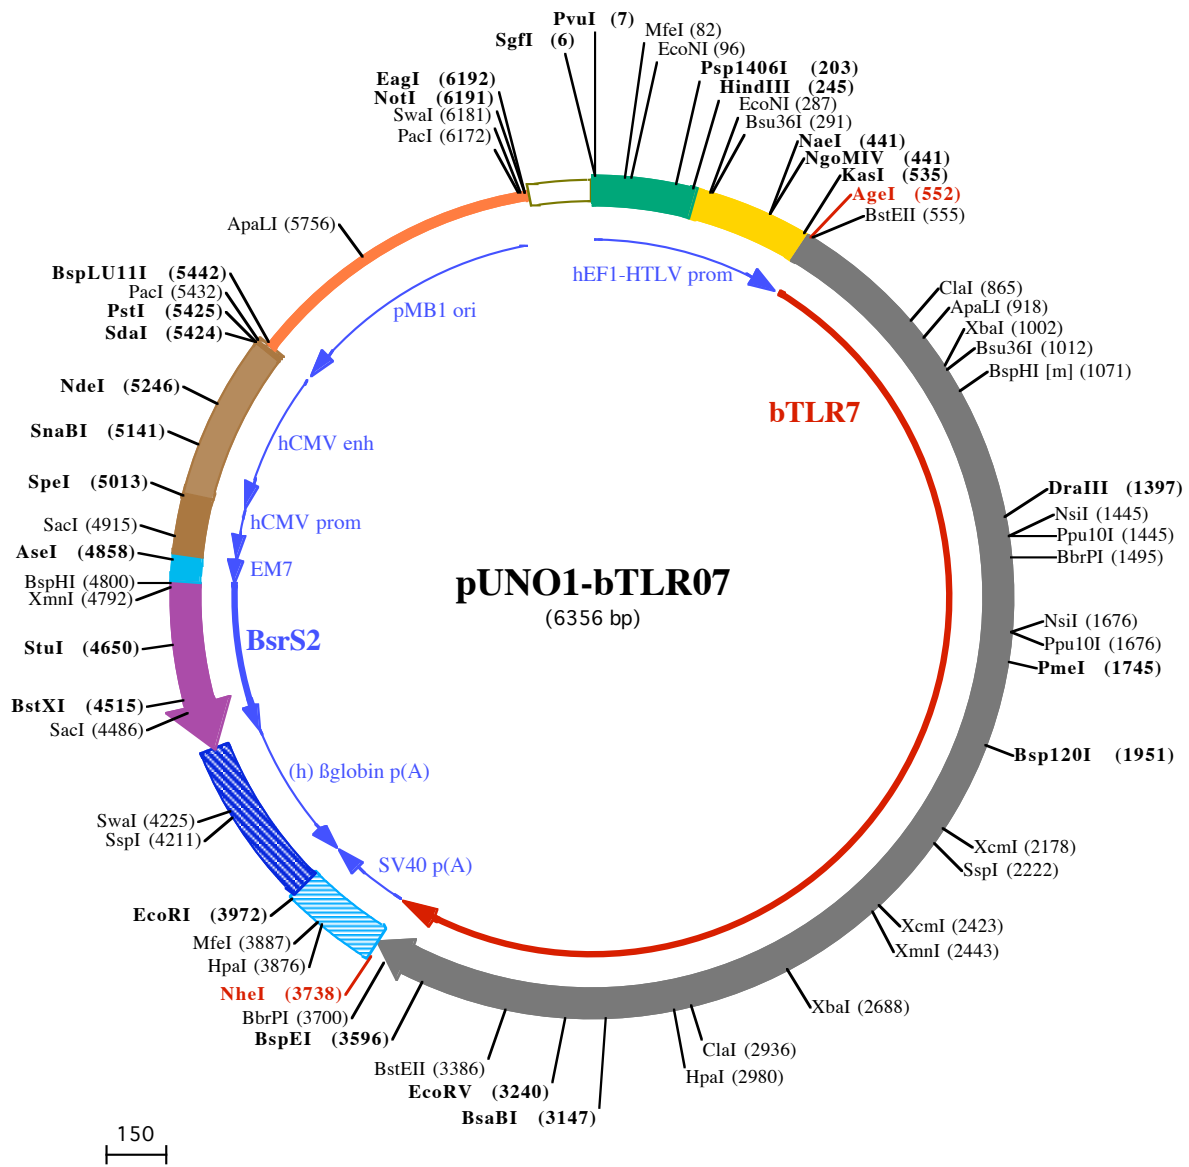 PvuI (7)
SgfI (6)
MfeI (82)
EcoNI (96)
Psp1406I (203)
HindIII (245)
EcoNI (287)
Bsu36I (291)
NaeI (441)
NgoMIV (441)
KasI (535)
AgeI (552)
BstEII (555)
EagI (6192)
NotI (6191)
SwaI (6181)
PacI (6172)
ApaLI (5756)
BspLU11I (5442)
PacI (5432)
PstI (5425)
SdaI (5424)
NdeI (5246)
SnaBI (5141)
SpeI (5013)
SacI (4915)
AseI (4858)
BspHI (4800)
XmnI (4792)
StuI (4650)
BstXI (4515)
SacI (4486)
SwaI (4225)
SspI (4211)
EcoRI (3972)
MfeI (3887)
HpaI (3876)
NheI (3738)
BbrPI (3700)
BspEI (3596)
BstEII (3386)
EcoRV (3240)
BsaBI (3147)
ClaI (865)
ApaLI (918)
XbaI (1002)
Bsu36I (1012)
BspHI [m] (1071)
DraIII (1397)
NsiI (1445)
Ppu10I (1445)
BbrPI (1495)
NsiI (1676)
Ppu10I (1676)
PmeI (1745)
Bsp120I (1951)
XcmI (2178)
SspI (2222)
XcmI (2423)
XmnI (2443)
XbaI (2688)
ClaI (2936)
HpaI (2980)
hEF1-HTLV prom
pMB1 ori
bTLR7
hCMV enh
hCMV prom
EM7
BsrS2
(h) ßglobin p(A)
SV40 p(A)
pUNO1-bTLR07
(6356 bp)
150